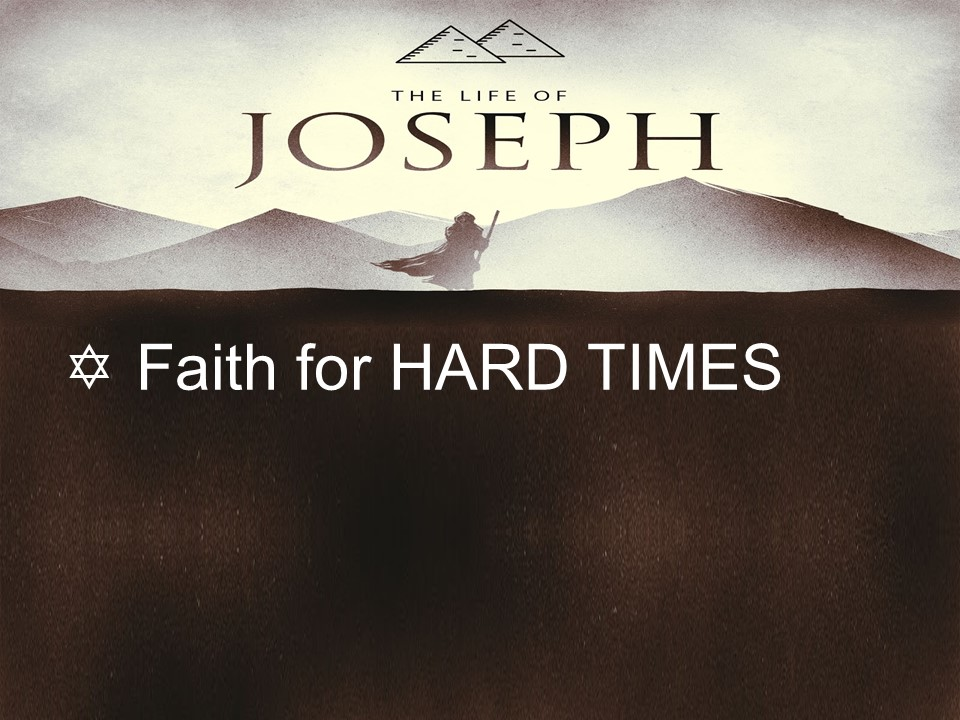 THE LIFE OF
JOSEPH
✡ Faith for HARD TIMES